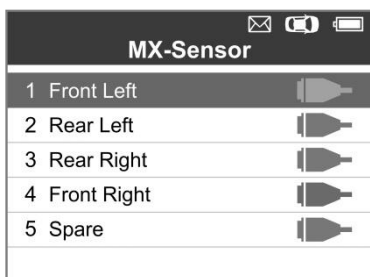 MX-Sensor
1 Front Left
2 Rear Left
3 Rear Right
4 Front Right
5 Spare